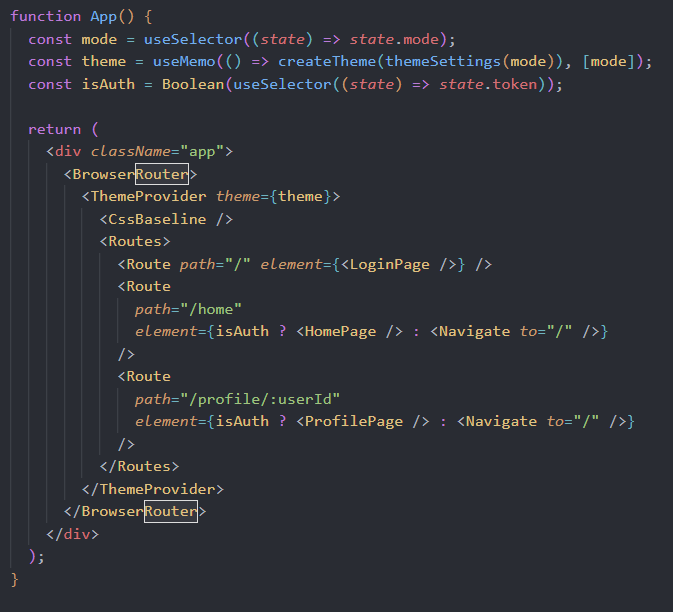 function App() {
  const mode = useSelector((state) => state.mode);
  const theme = useMemo(() => createTheme(themeSettings(mode)), [mode]);
  const isAuth = Boolean(useSelector((state) => state.token));

  return (
    <div className="app">
      <BrowserRouter>
        <ThemeProvider theme={theme}>
          <CssBaseline />
          <Routes>
            <Route path="/" element={<LoginPage />} />
            <Route
              path="/home"
              element={isAuth ? <HomePage /> : <Navigate to="/" />}
            />
            <Route
              path="/profile/:userId"
              element={isAuth ? <ProfilePage /> : <Navigate to="/" />}
            />
          </Routes>
        </ThemeProvider>
      </BrowserRouter>
    </div>
  );
}